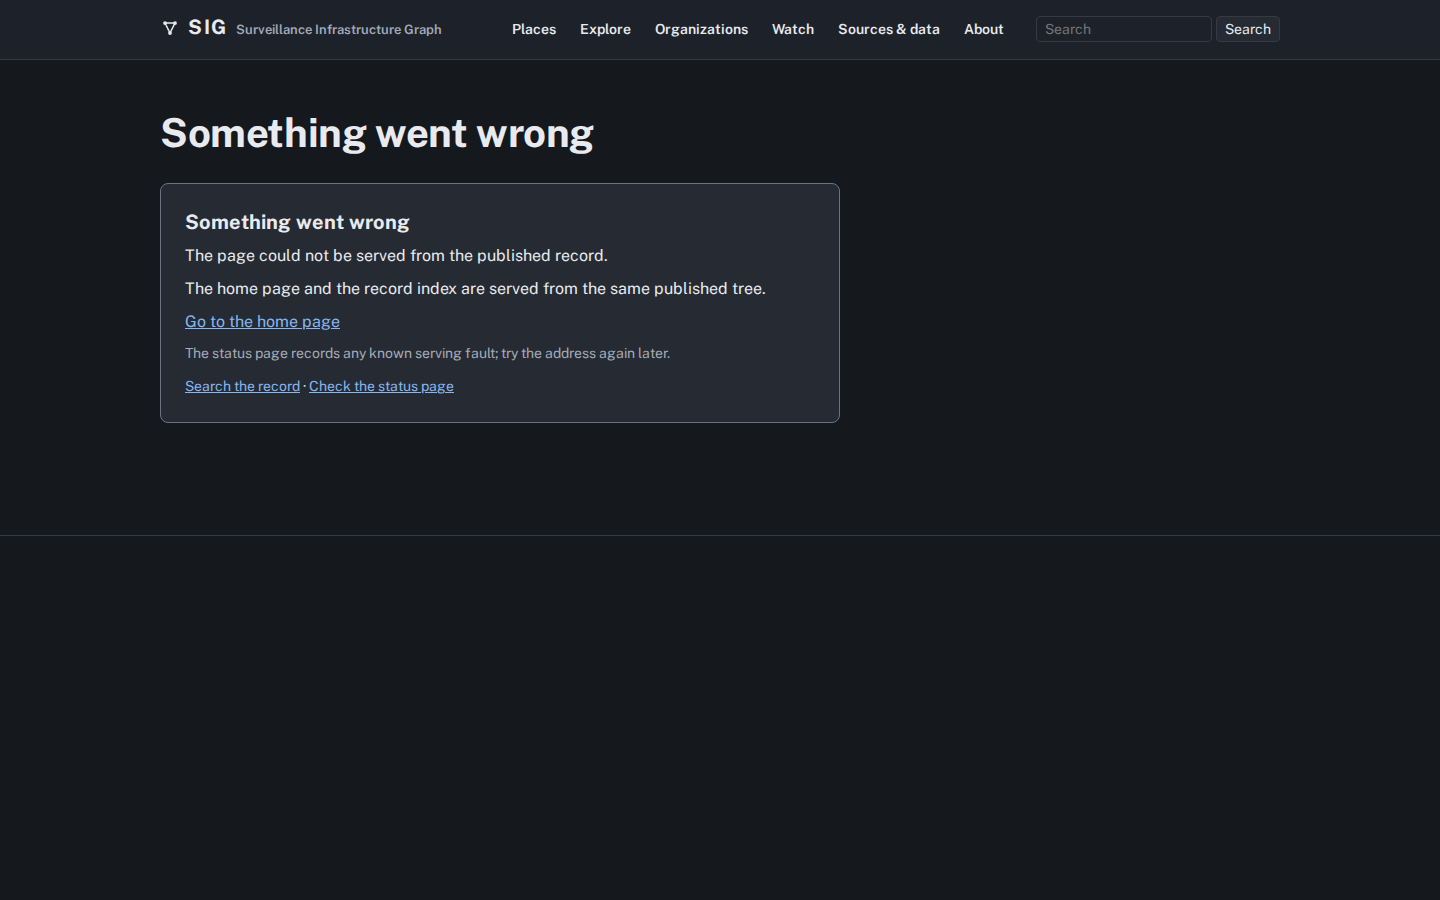 SIG Surveillance Infrastructure Graph Places Explore Organizations Watch Sources & data About Search Search
Something went wrong
Something went wrong
The page could not be served from the published record.
The home page and the record index are served from the same published tree.
Go to the home page
The status page records any known serving fault; try the address again later.
Search the record · Check the status page